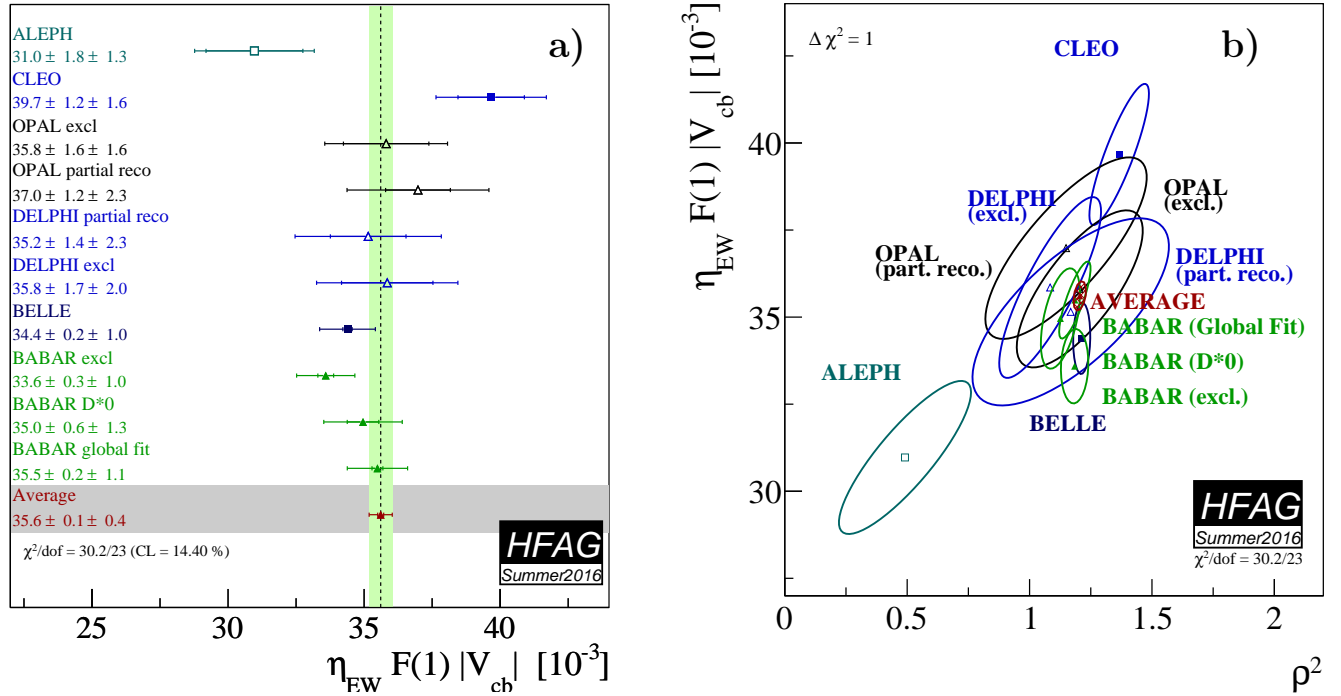 a)
ALEPH
31.0 ± 1.8 ± 1.3
CLEO
39.7 ± 1.2 ± 1.6
OPAL excl
35.8 ± 1.6 ± 1.6
OPAL partial reco
37.0 ± 1.2 ± 2.3
DELPHI partial reco
35.2 ± 1.4 ± 2.3
DELPHI excl
35.8 ± 1.7 ± 2.0
BELLE
34.4 ± 0.2 ± 1.0
BABAR excl
33.6 ± 0.3 ± 1.0
BABAR D*0
35.0 ± 0.6 ± 1.3
BABAR global fit
35.5 ± 0.2 ± 1.1
Average
35.6 ± 0.1 ± 0.4
χ²/dof = 30.2/23 (CL = 14.40 %)
HFAG
Summer2016
25 30 35 40
η_EW F(1) |V_cb| [10⁻³]
b)
Δ χ² = 1
CLEO
OPAL
(excl.)
DELPHI
(excl.)
OPAL
(part. reco.)
DELPHI
(part. reco.)
AVERAGE
BABAR (Global Fit)
BABAR (D*0)
BABAR (excl.)
ALEPH
BELLE
HFAG
Summer2016
χ²/dof = 30.2/23
η_EW F(1) |V_cb| [10⁻³]
40
35
30
0 0.5 1 1.5 2
ρ²